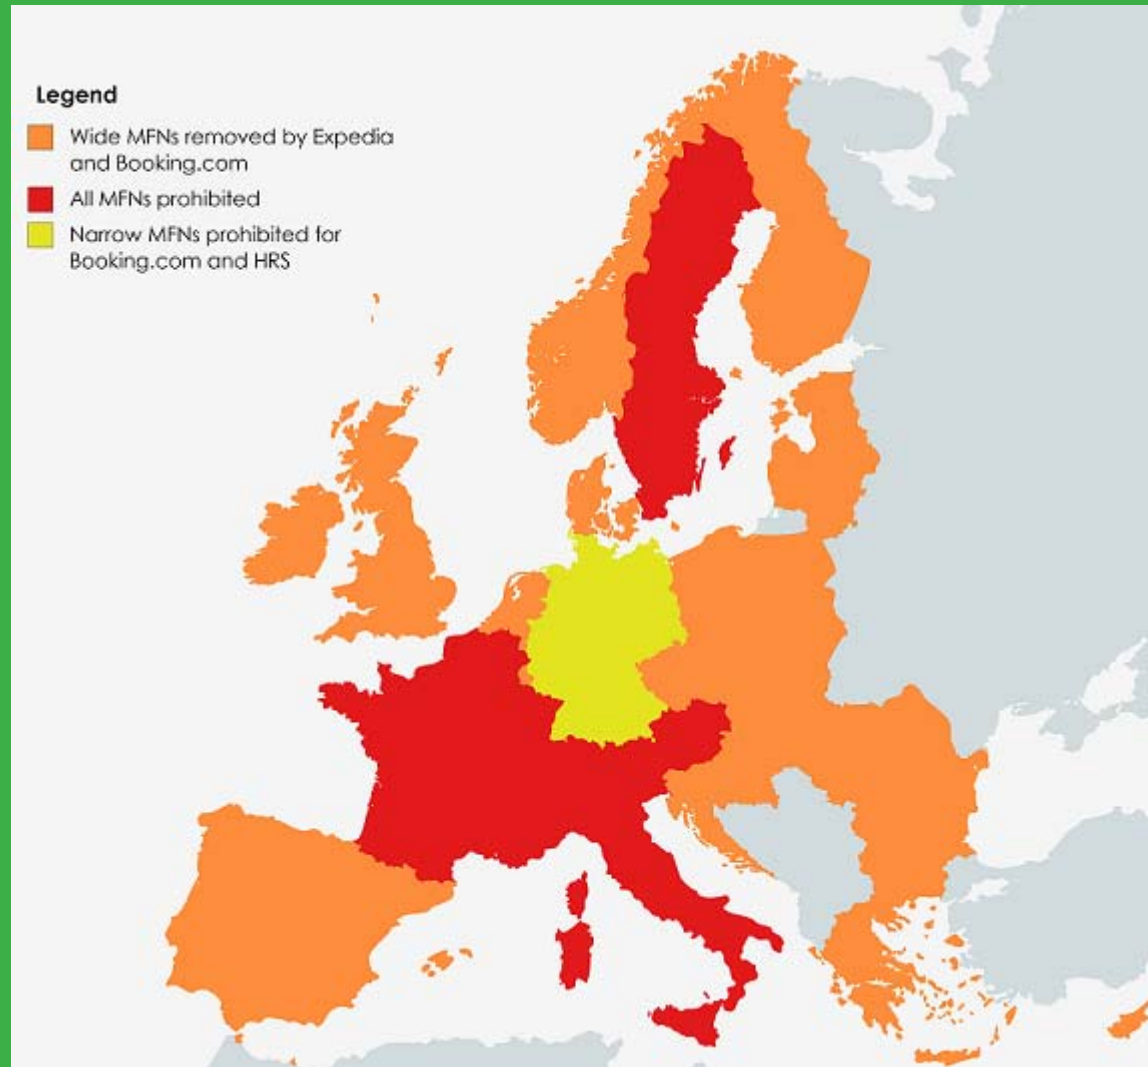 Legend
Wide MFNs removed by Expedia
and Booking.com
All MFNs prohibited
Narrow MFNs prohibited for
Booking.com and HRS